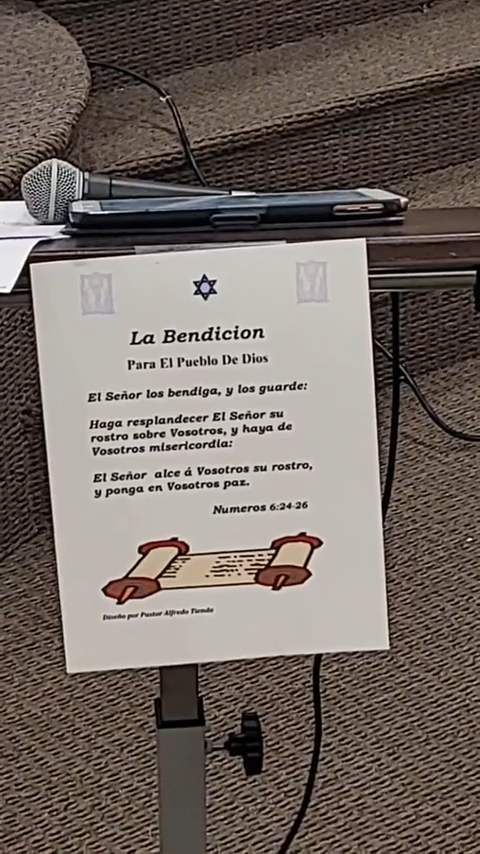 La Bendicion
Para El Pueblo De Dios
El Señor los bendiga, y los guarde:
Haga resplandecer El Señor su
rostro sobre Vosotros, y haya de
Vosotros misericordia:
El Señor alce á Vosotros su rostro,
y ponga en Vosotros paz.
Numeros 6:24-26
Diseño por Pastor Alfredo Tienda